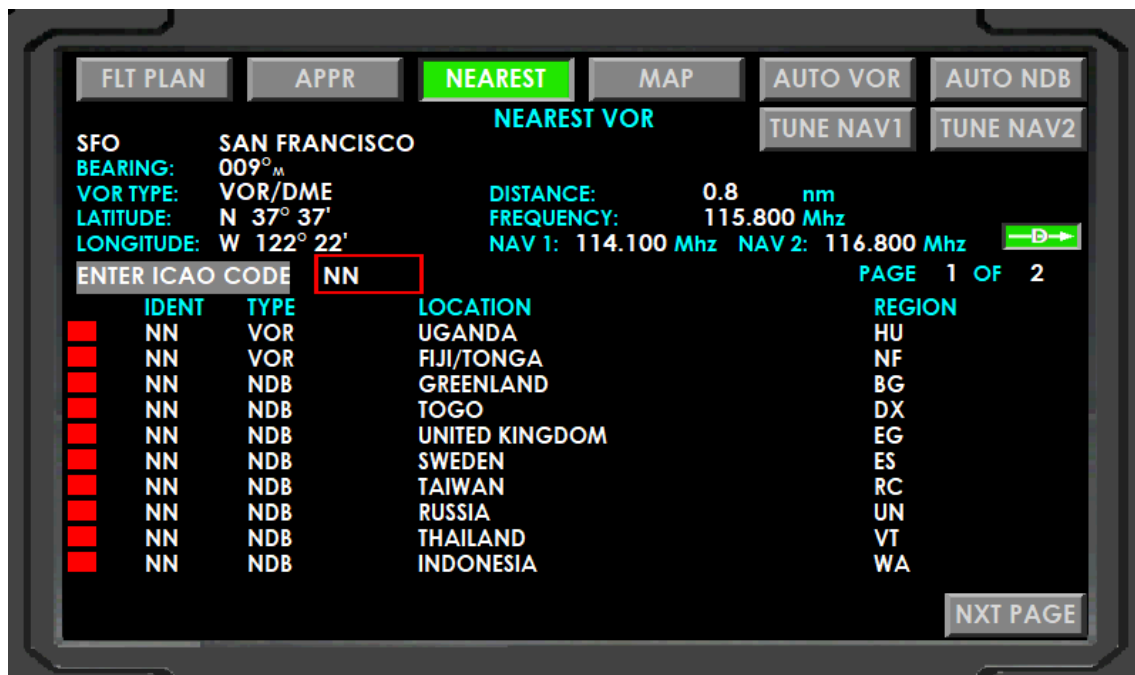 FLT PLAN APPR NEAREST MAP AUTO VOR AUTO NDB
NEAREST VOR TUNE NAV1 TUNE NAV2
SFO SAN FRANCISCO
BEARING: 009°M
VOR TYPE: VOR/DME DISTANCE: 0.8 nm
LATITUDE: N 37° 37' FREQUENCY: 115.800 Mhz
LONGITUDE: W 122° 22' NAV 1: 114.100 Mhz NAV 2: 116.800 Mhz D
ENTER ICAO CODE NN PAGE 1 OF 2
IDENT TYPE LOCATION REGION
NN VOR UGANDA HU
NN VOR FIJI/TONGA NF
NN NDB GREENLAND BG
NN NDB TOGO DX
NN NDB UNITED KINGDOM EG
NN NDB SWEDEN ES
NN NDB TAIWAN RC
NN NDB RUSSIA UN
NN NDB THAILAND VT
NN NDB INDONESIA WA
NXT PAGE